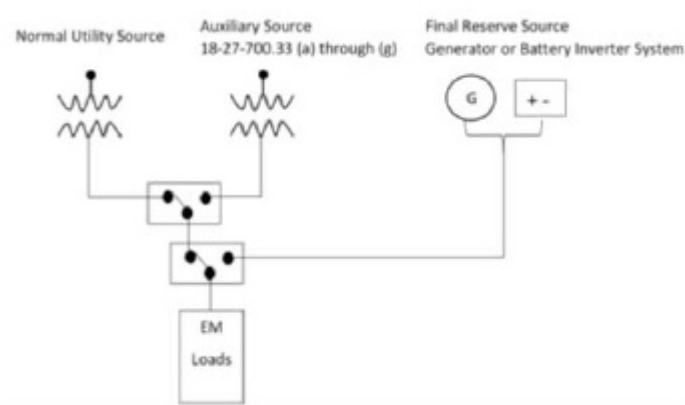 Normal Utility Source
Auxiliary Source
18-27-700.33 (a) through (g)
Final Reserve Source
Generator or Battery Inverter System
G
+ -
EM
Loads